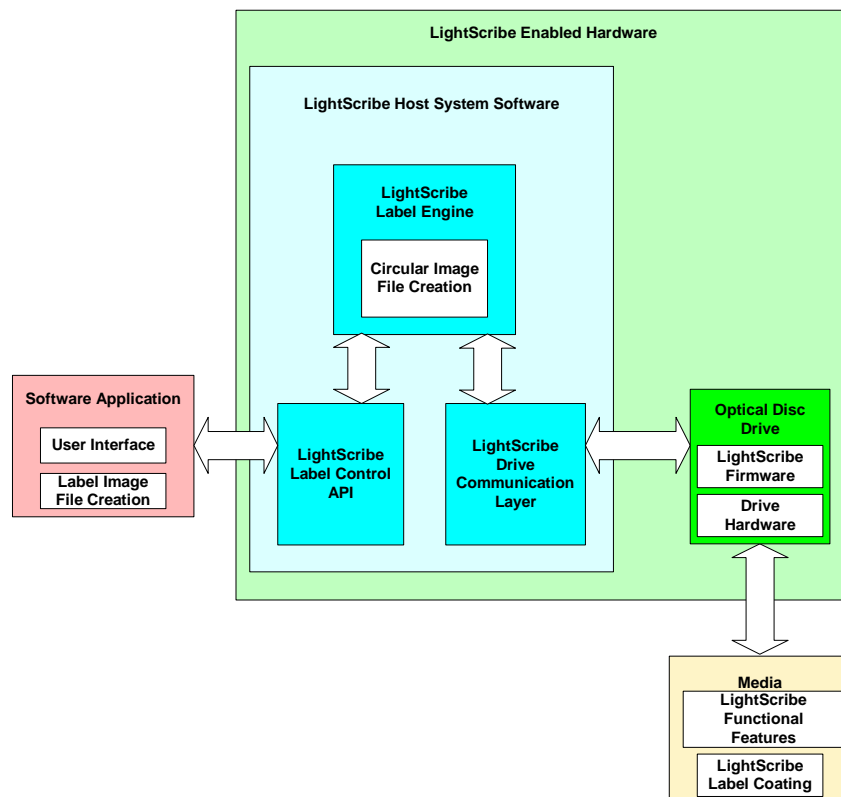 LightScribe Enabled Hardware
LightScribe Host System Software
LightScribe
Label Engine
Circular Image
File Creation
Software Application
User Interface
Label Image
File Creation
LightScribe
Label Control
API
LightScribe
Drive
Communication
Layer
Optical Disc
Drive
LightScribe
Firmware
Drive
Hardware
Media
LightScribe
Functional
Features
LightScribe
Label Coating